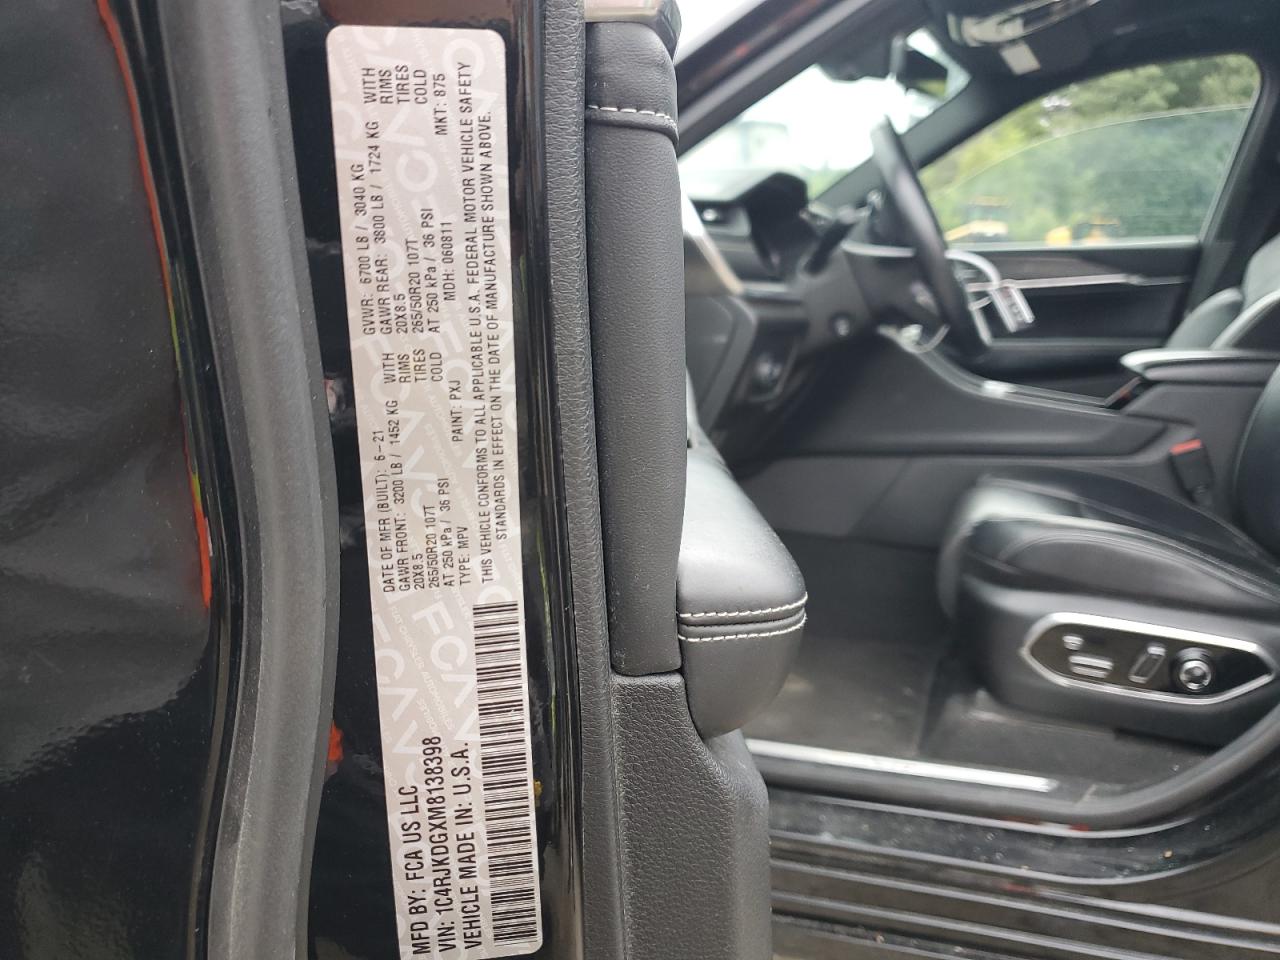 MFD BY: FCA US LLC
DATE OF MFR (BUILT): 6-21
GVWR: 6700 LB / 3040 KG
GAWR FRONT: 3200 LB / 1452 KG WITH
GAWR REAR: 3800 LB / 1724 KG WITH
20X8.5 RIMS
20X8.5 RIMS
265/50R20 107T TIRES
265/50R20 107T TIRES
AT 250 kPa / 36 PSI COLD
AT 250 kPa / 36 PSI COLD
VIN: 1C4RJKDGXM8138398
TYPE: MPV PAINT: PXJ MDH: 060811 MKT: 875
VEHICLE MADE IN: U.S.A.
THIS VEHICLE CONFORMS TO ALL APPLICABLE U.S.A. FEDERAL MOTOR VEHICLE SAFETY
STANDARDS IN EFFECT ON THE DATE OF MANUFACTURE SHOWN ABOVE.